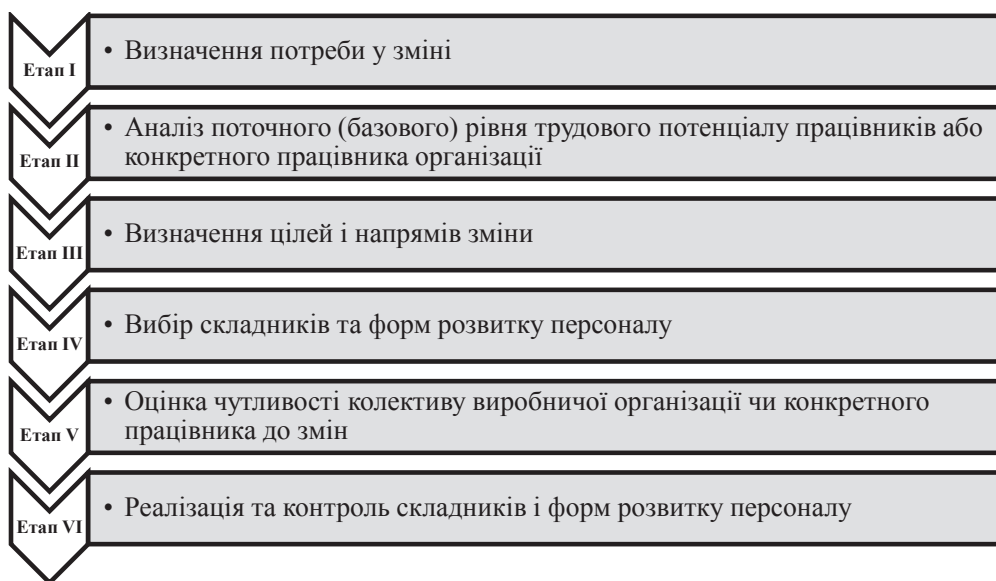 Етап I
• Визначення потреби у зміні
Етап II
• Аналіз поточного (базового) рівня трудового потенціалу працівників або
конкретного працівника організації
Етап III
• Визначення цілей і напрямів зміни
Етап IV
• Вибір складників та форм розвитку персоналу
Етап V
• Оцінка чутливості колективу виробничої організації чи конкретного
працівника до змін
Етап VI
• Реалізація та контроль складників і форм розвитку персоналу